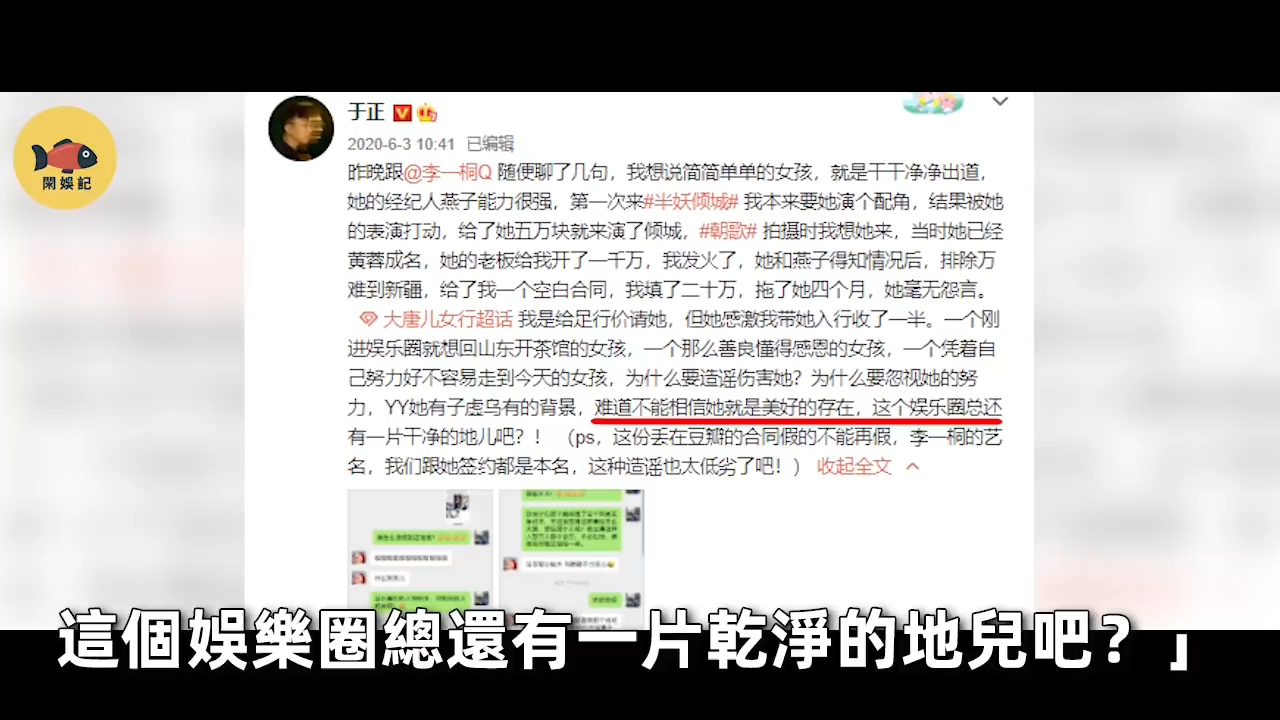 于正
2020-6-3 10:41 已编辑
昨晚跟@李一桐Q 随便聊了几句，我想说简简单单的女孩，就是干干净净出道，
她的经纪人燕子能力很强，第一次来#半妖倾城# 我本来要她演个配角，结果被她
的表演打动，给了她五万块就来演了倾城，#朝歌# 拍摄时我想她来，当时她已经
黄蓉成名，她的老板给我开了一千万，我发火了，她和燕子得知情况后，排除万
难到新疆，给了我一个空白合同，我填了二十万，拖了她四个月，她毫无怨言。
大唐儿女行超话 我是给足行价请她，但她感激我带她入行收了一半。一个刚
进娱乐圈就想回山东开茶馆的女孩，一个那么善良懂得感恩的女孩，一个凭着自
己努力好不容易走到今天的女孩，为什么要造谣伤害她？为什么要忽视她的努
力，YY她有子虚乌有的背景，难道不能相信她就是美好的存在，这个娱乐圈总还
有一片干净的地儿吧？！（ps，这份丢在豆瓣的合同假的不能再假，李一桐的艺
名，我们跟她签约都是本名，这种造谣也太低劣了吧！） 收起全文
閑娛記
這個娛樂圈總還有一片乾淨的地兒吧？」